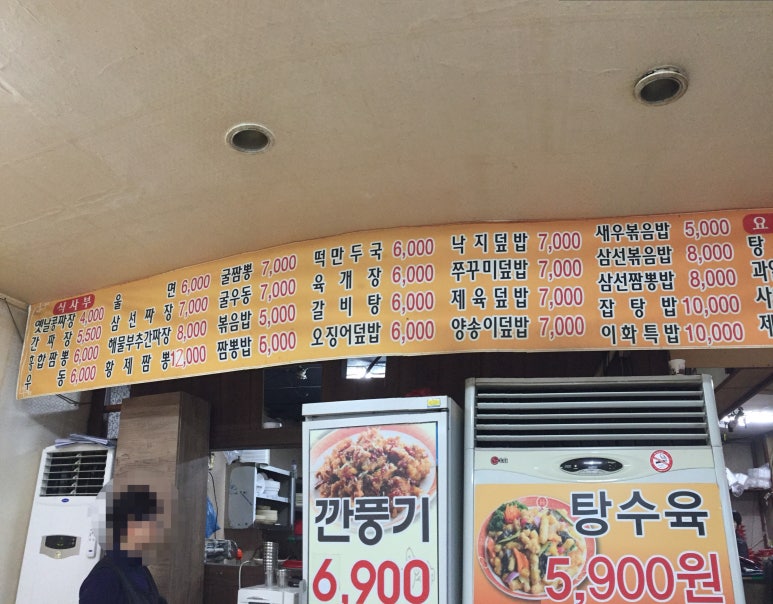 식사부
옛날콩짜장 4,000
간짜장 5,500
홍합짬뽕 6,000
우동 6,000
울면 6,000
삼선짜장 7,000
해물부추간짜장 8,000
황제짬뽕 12,000
굴짬뽕 7,000
굴우동 7,000
볶음밥 5,000
짬뽕밥 5,000
떡만두국 6,000
육개장 6,000
갈비탕 6,000
오징어덮밥 6,000
낙지덮밥 7,000
쭈꾸미덮밥 7,000
제육덮밥 7,000
양송이덮밥 7,000
새우볶음밥 5,000
삼선볶음밥 8,000
삼선짬뽕밥 8,000
잡탕밥 10,000
이화특밥 10,000
요
탕
과
사
제
깐풍기
6,900
탕수육
5,900원